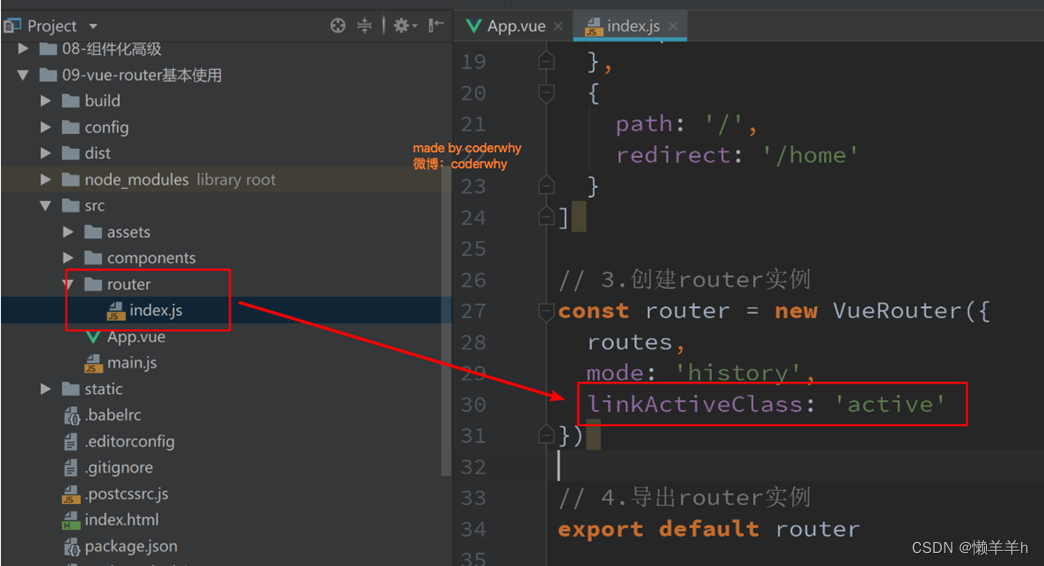 Project
08-组件化高级
09-vue-router基本使用
build
config
dist
node_modules library root
src
assets
components
router
index.js
App.vue
main.js
static
.babelrc
.editorconfig
.gitignore
.postcssrc.js
index.html
package.json
made by coderwhy
微博：coderwhy
App.vue
index.js
19 },
20 {
21 path: '/',
22 redirect: '/home'
23 }
24 ]
25
26 // 3.创建router实例
27 const router = new VueRouter({
28 routes,
29 mode: 'history',
30 linkActiveClass: 'active'
31 })
32
33 // 4.导出router实例
34 export default router
35
CSDN @懒羊羊h